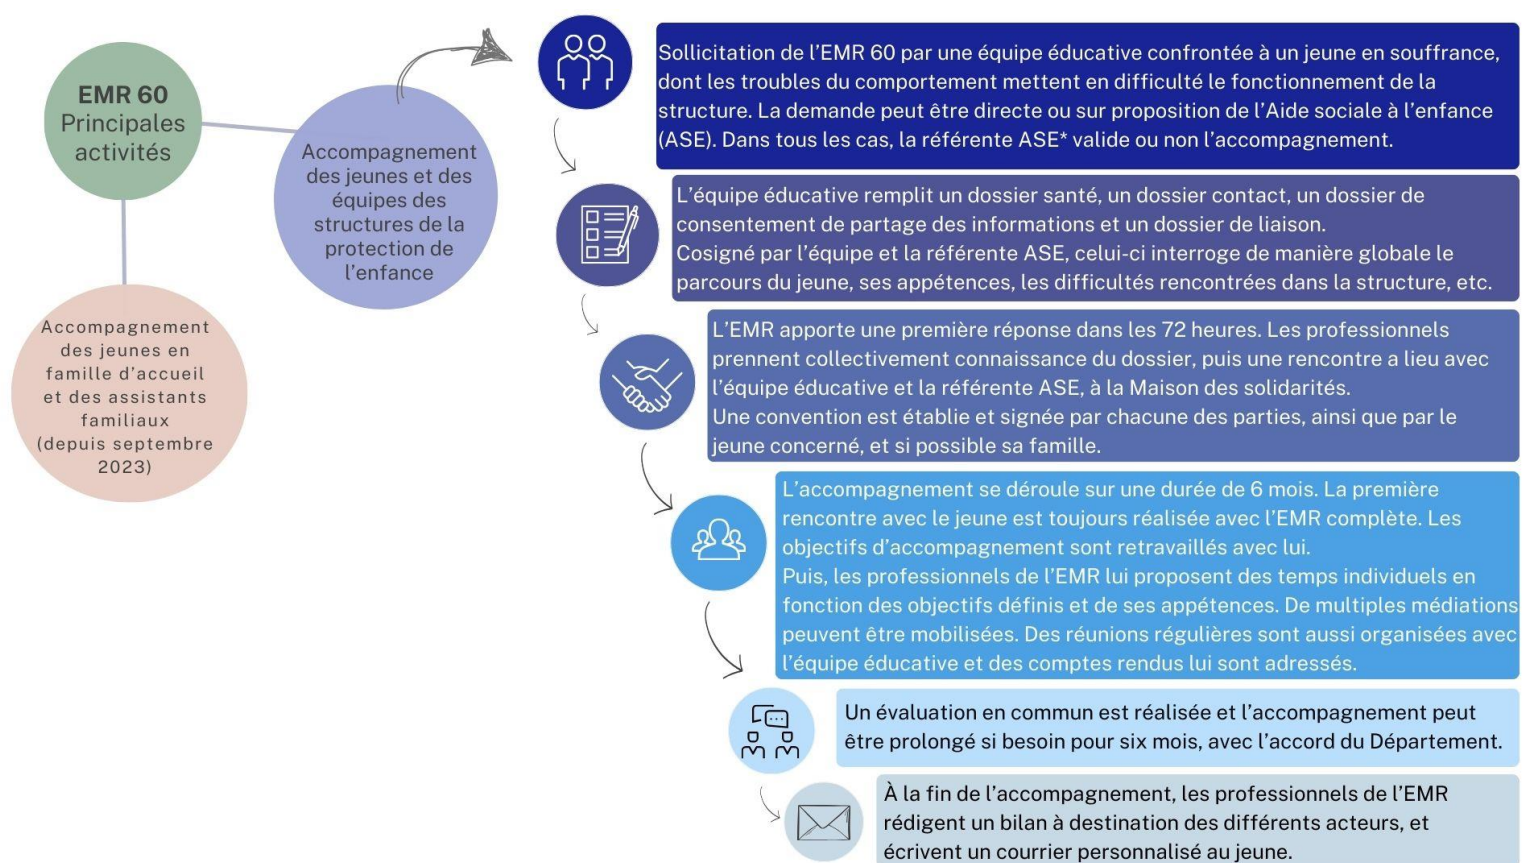 EMR 60
Principales
activités
Accompagnement
des jeunes et des
équipes des
structures de la
protection de
l’enfance
Accompagnement
des jeunes en
famille d’accueil
et des assistants
familiaux
(depuis septembre
2023)
Sollicitation de l’EMR 60 par une équipe éducative confrontée à un jeune en souffrance,
dont les troubles du comportement mettent en difficulté le fonctionnement de la
structure. La demande peut être directe ou sur proposition de l’Aide sociale à l’enfance
(ASE). Dans tous les cas, la référente ASE* valide ou non l’accompagnement.
L’équipe éducative remplit un dossier santé, un dossier contact, un dossier de
consentement de partage des informations et un dossier de liaison.
Cosigné par l’équipe et la référente ASE, celui-ci interroge de manière globale le
parcours du jeune, ses appétences, les difficultés rencontrées dans la structure, etc.
L’EMR apporte une première réponse dans les 72 heures. Les professionnels
prennent collectivement connaissance du dossier, puis une rencontre a lieu avec
l’équipe éducative et la référente ASE, à la Maison des solidarités.
Une convention est établie et signée par chacune des parties, ainsi que par le
jeune concerné, et si possible sa famille.
L’accompagnement se déroule sur une durée de 6 mois. La première
rencontre avec le jeune est toujours réalisée avec l’EMR complète. Les
objectifs d’accompagnement sont retravaillés avec lui.
Puis, les professionnels de l’EMR lui proposent des temps individuels en
fonction des objectifs définis et de ses appétences. De multiples médiations
peuvent être mobilisées. Des réunions régulières sont aussi organisées avec
l’équipe éducative et des comptes rendus lui sont adressés.
Un évaluation en commun est réalisée et l’accompagnement peut
être prolongé si besoin pour six mois, avec l’accord du Département.
À la fin de l’accompagnement, les professionnels de l’EMR
rédigent un bilan à destination des différents acteurs, et
écrivent un courrier personnalisé au jeune.